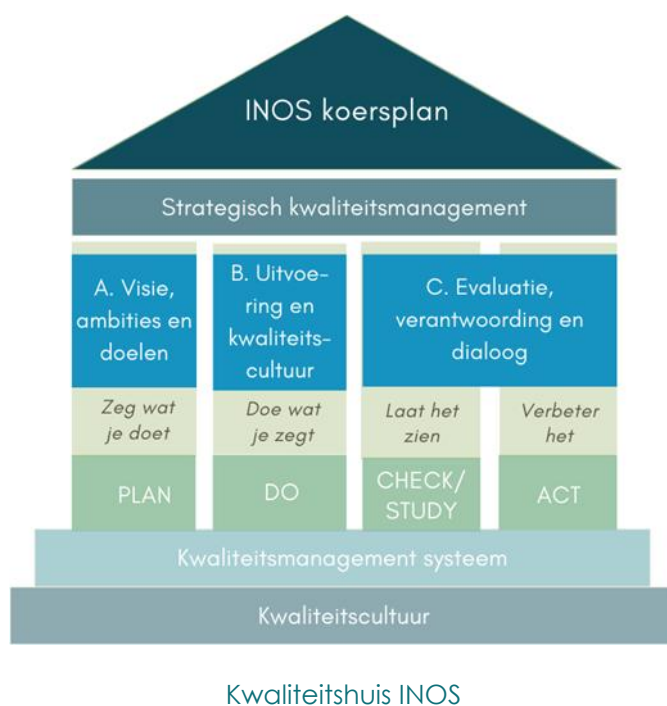 INOS koersplan
Strategisch kwaliteitsmanagement
A. Visie,
ambities en
doelen
B. Uitvoe-
ring en
kwaliteits-
cultuur
C. Evaluatie,
verantwoording en
dialoog
Zeg wat
je doet
Doe wat
je zegt
Laat het
zien
Verbeter
het
PLAN
DO
CHECK/
STUDY
ACT
Kwaliteitsmanagement systeem
Kwaliteitscultuur
Kwaliteitshuis INOS